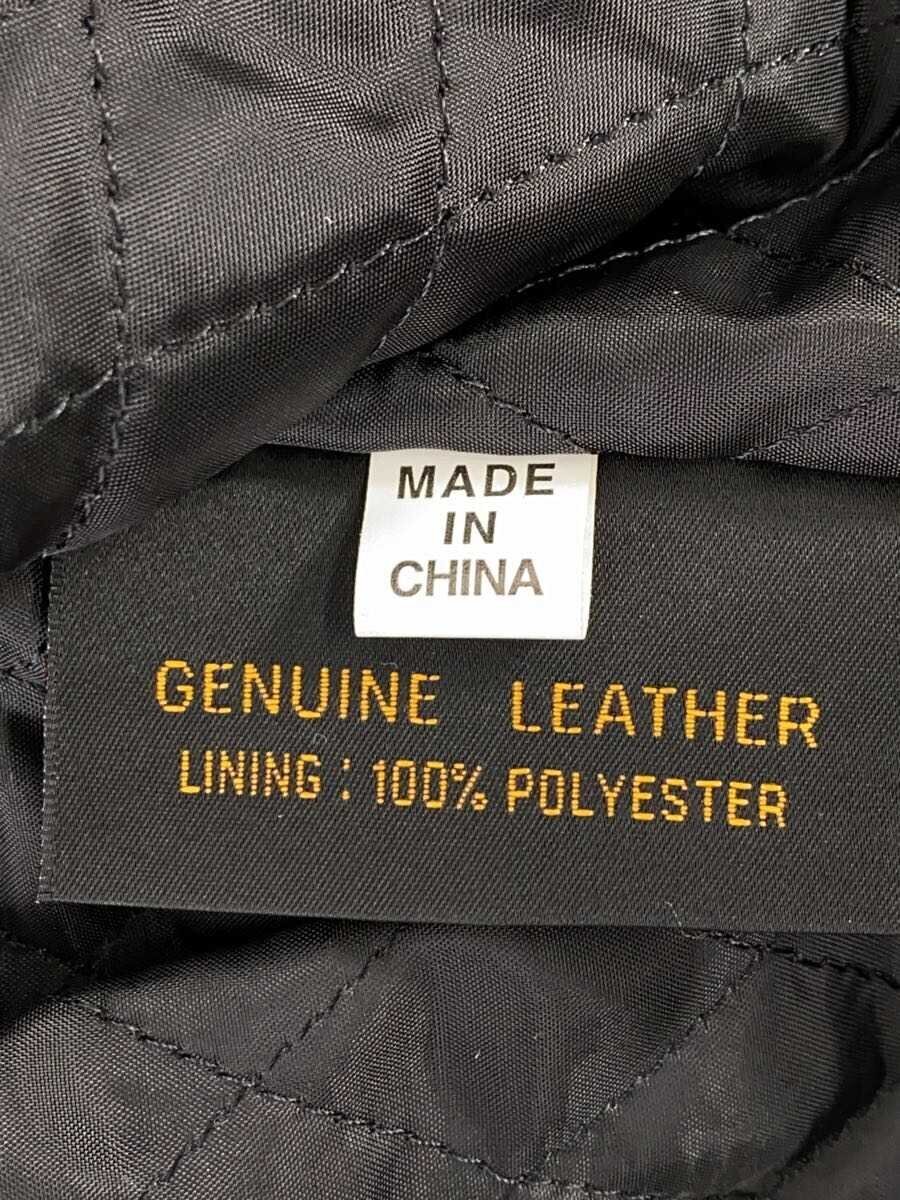 MADE
IN
CHINA
GENUINE LEATHER
LINING : 100% POLYESTER